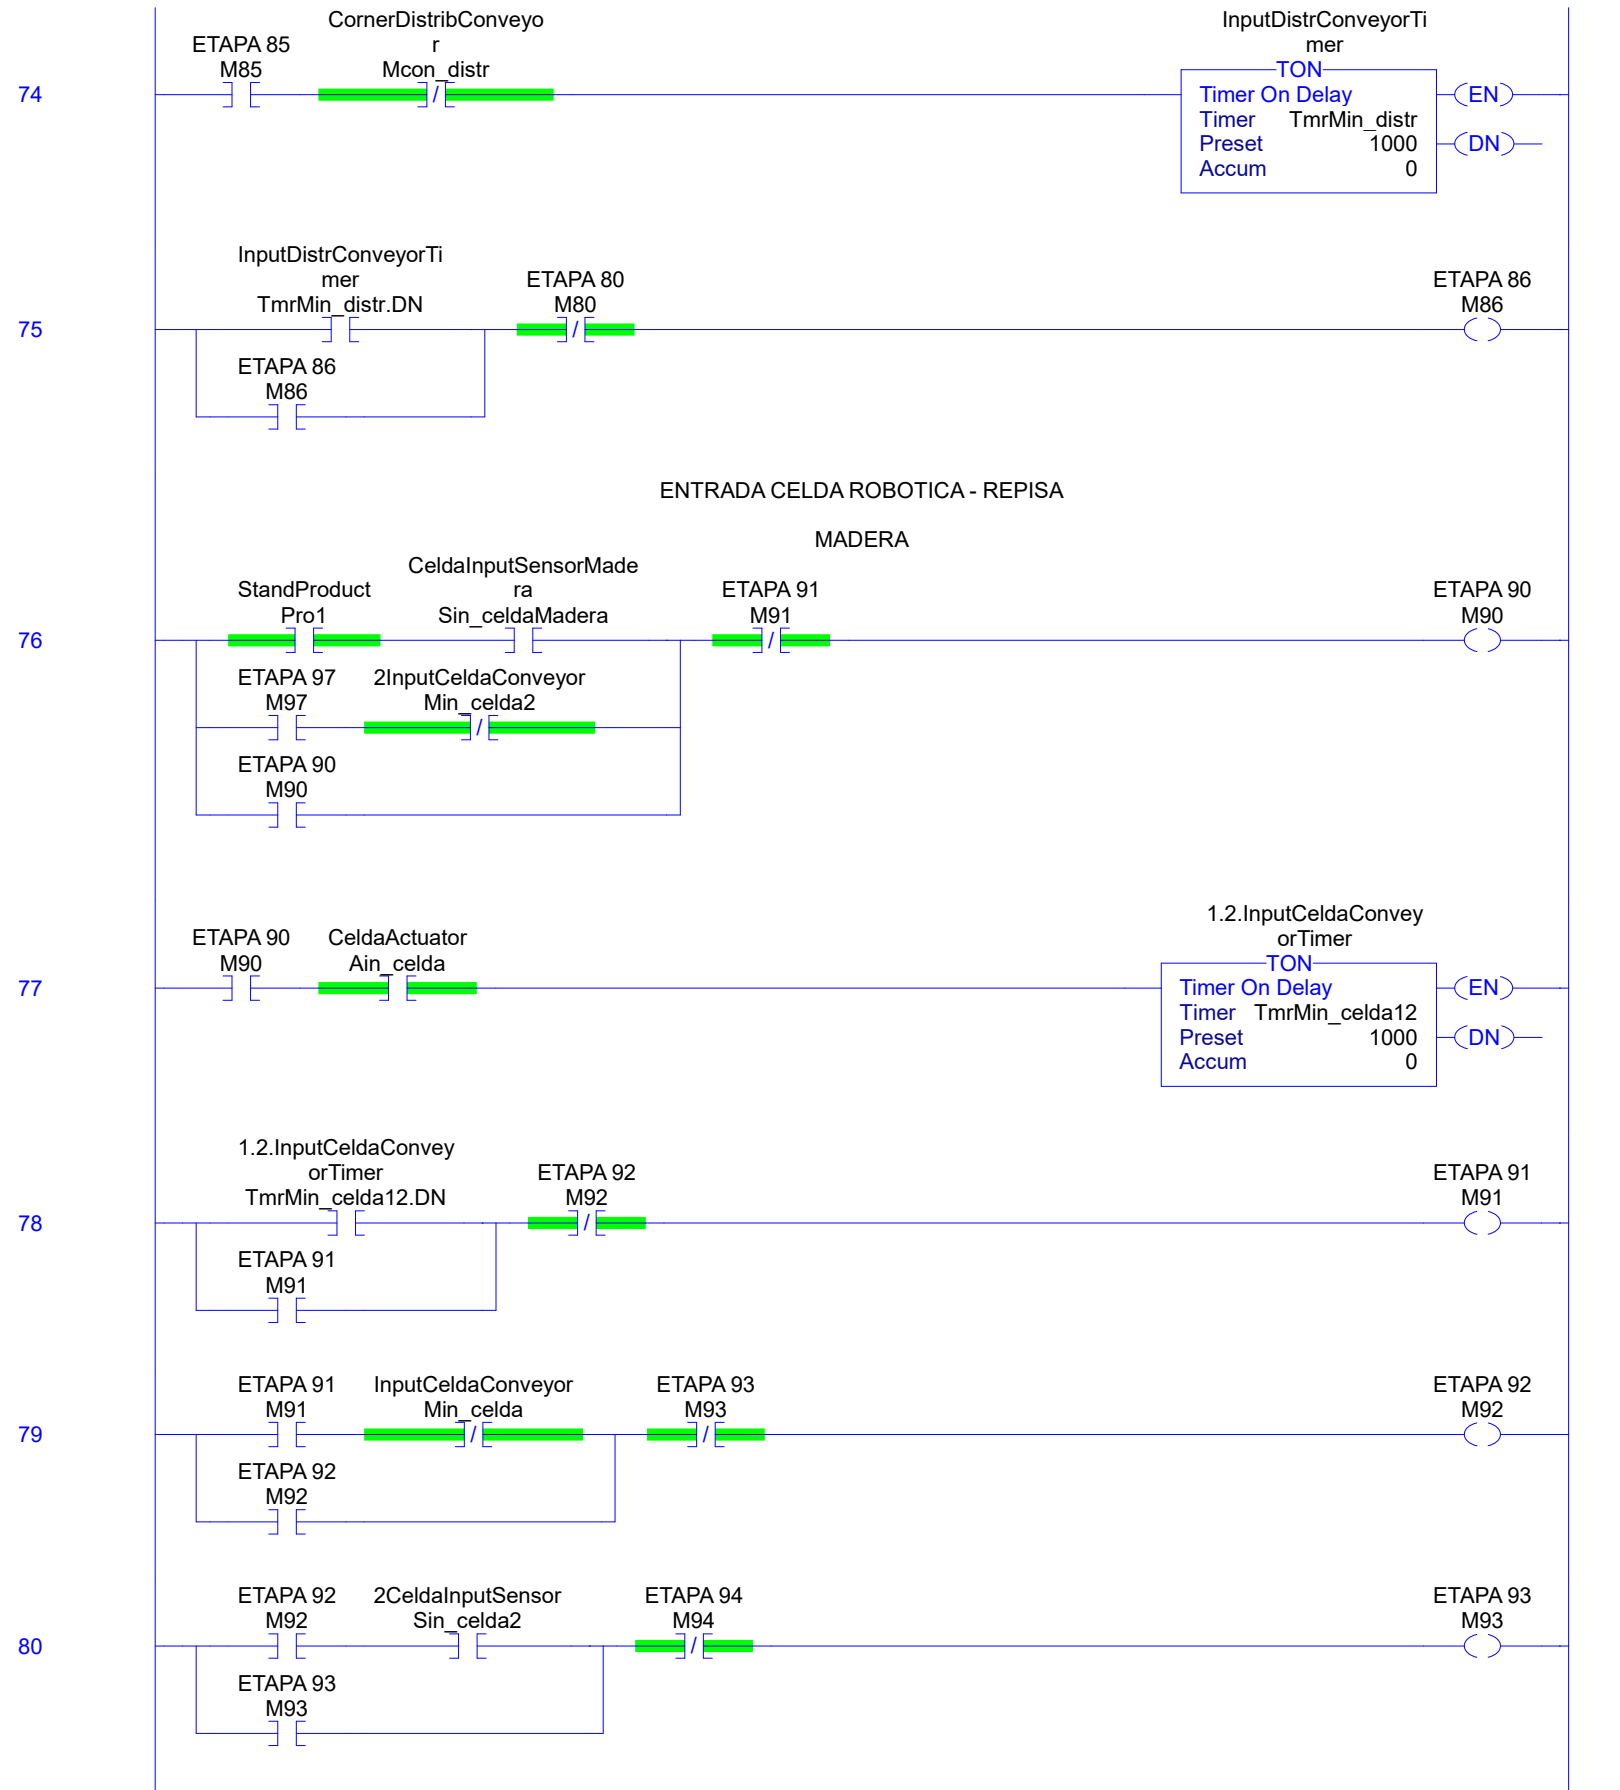 CornerDistribConveyo
r
Mcon_distr
ETAPA 85
M85
InputDistrConveyorTi
mer
TON
Timer On Delay
Timer TmrMin_distr
Preset 1000
Accum 0
EN
DN
74
/
InputDistrConveyorTi
mer
TmrMin_distr.DN
ETAPA 80
M80
ETAPA 86
M86
75
/
ETAPA 86
M86
ENTRADA CELDA ROBOTICA - REPISA
MADERA
StandProduct
Pro1
CeldaInputSensorMade
ra
Sin_celdaMadera
ETAPA 91
M91
ETAPA 90
M90
76
/
ETAPA 97
M97
2InputCeldaConveyor
Min_celda2
/
ETAPA 90
M90
ETAPA 90
M90
CeldaActuator
Ain_celda
1.2.InputCeldaConvey
orTimer
TON
Timer On Delay
Timer TmrMin_celda12
Preset 1000
Accum 0
EN
DN
77
1.2.InputCeldaConvey
orTimer
TmrMin_celda12.DN
ETAPA 92
M92
ETAPA 91
M91
78
/
ETAPA 91
M91
ETAPA 91
M91
InputCeldaConveyor
Min_celda
ETAPA 93
M93
ETAPA 92
M92
79
/
/
ETAPA 92
M92
ETAPA 92
M92
2CeldaInputSensor
Sin_celda2
ETAPA 94
M94
ETAPA 93
M93
80
/
ETAPA 93
M93